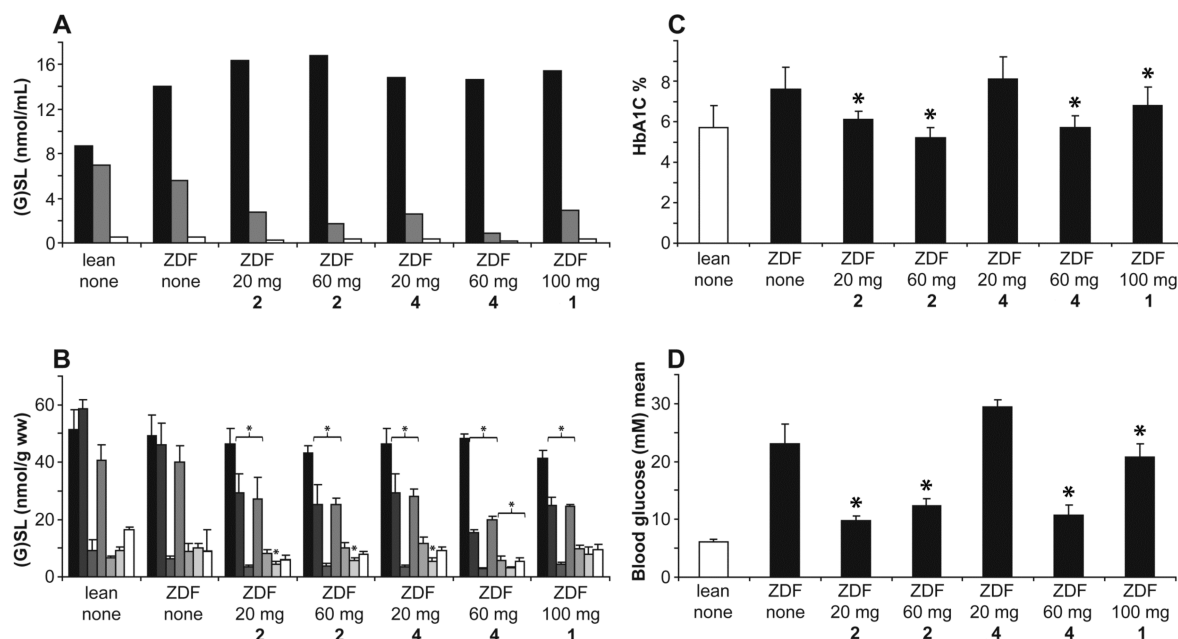 A
(G)SL (nmol/mL)
16
12
8
4
0
lean ZDF ZDF ZDF ZDF ZDF ZDF
none none 20 mg 60 mg 20 mg 60 mg 100 mg
2 2 4 4 1
C
HbA1C %
10
8
6
4
2
0
* * * *
lean ZDF ZDF ZDF ZDF ZDF ZDF
none none 20 mg 60 mg 20 mg 60 mg 100 mg
2 2 4 4 1
B
(G)SL (nmol/g ww)
60
40
20
0
* * * * *
* * * *
lean ZDF ZDF ZDF ZDF ZDF ZDF
none none 20 mg 60 mg 20 mg 60 mg 100 mg
2 2 4 4 1
D
Blood glucose (mM) mean
30
20
10
0
* * * *
lean ZDF ZDF ZDF ZDF ZDF ZDF
none none 20 mg 60 mg 20 mg 60 mg 100 mg
2 2 4 4 1